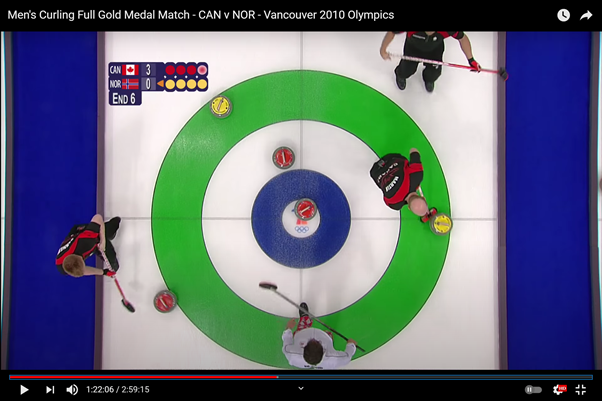 Men's Curling Full Gold Medal Match - CAN v NOR - Vancouver 2010 Olympics
CAN 3
NOR 0
END 6
1:22:06 / 2:59:15
HD